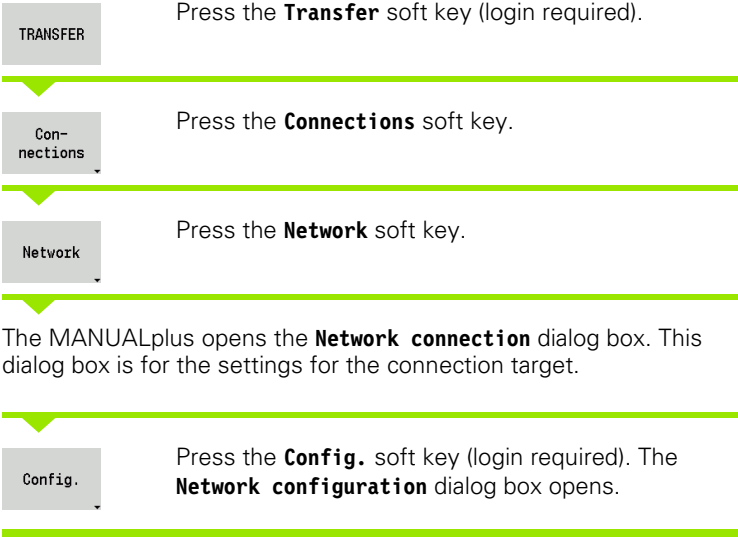 Press the Transfer soft key (login required).
TRANSFER
Press the Connections soft key.
Con-
nections
Press the Network soft key.
Network
The MANUALplus opens the Network connection dialog box. This
dialog box is for the settings for the connection target.
Press the Config. soft key (login required). The
Config.
Network configuration dialog box opens.